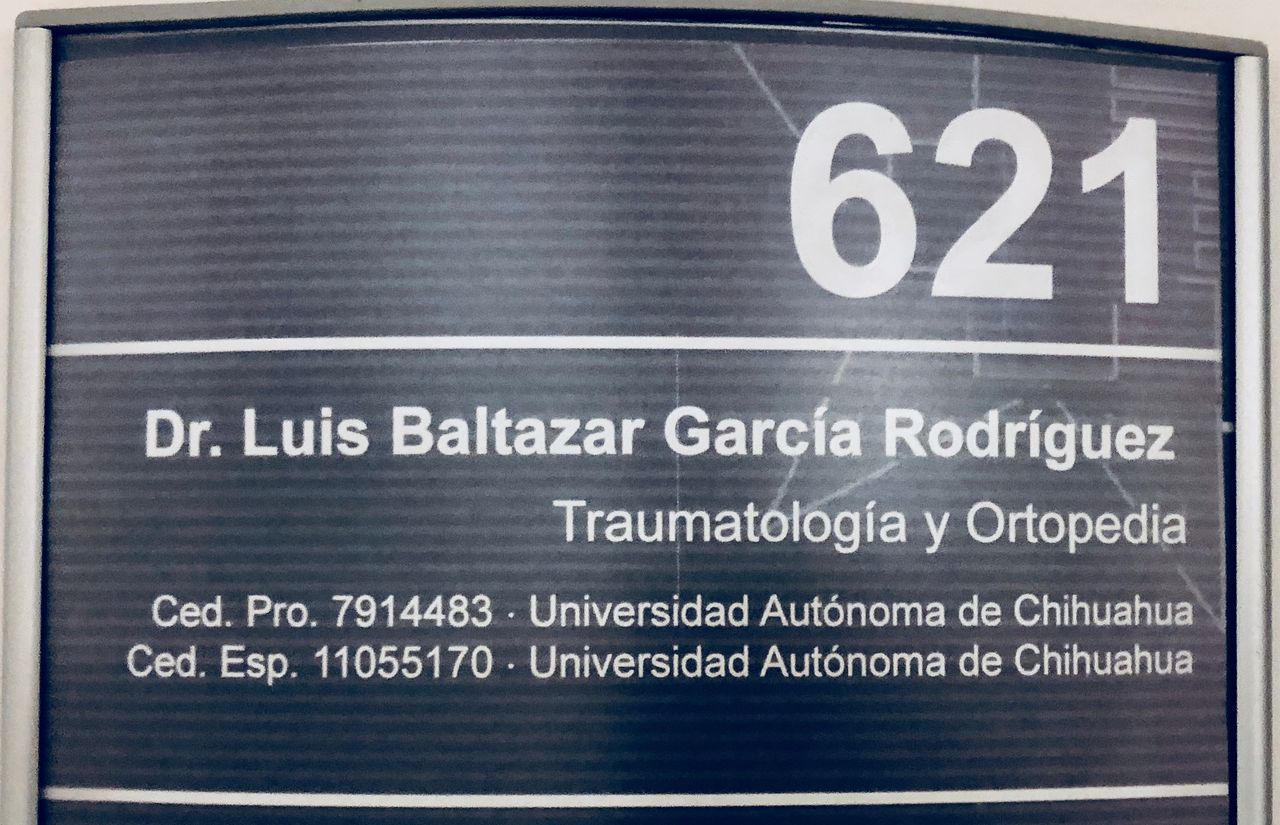 621
Dr. Luis Baltazar García Rodríguez
Traumatología y Ortopedia
Ced. Pro. 7914483 · Universidad Autónoma de Chihuahua
Ced. Esp. 11055170 · Universidad Autónoma de Chihuahua